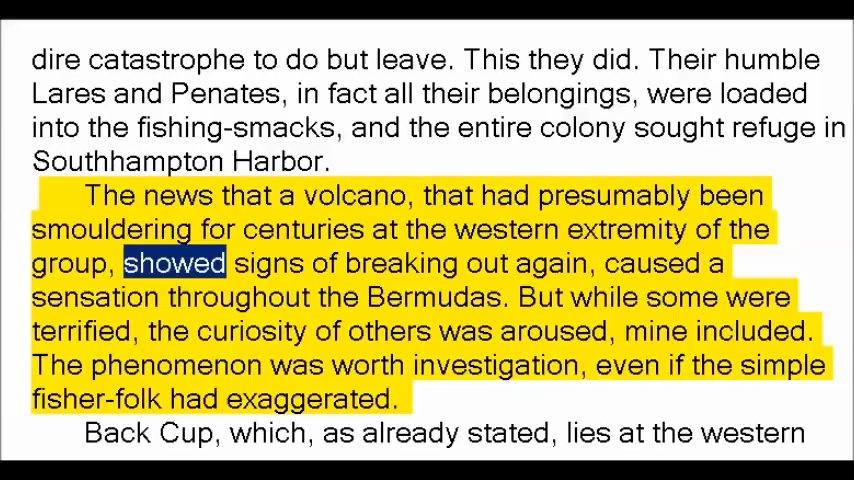 dire catastrophe to do but leave. This they did. Their humble
Lares and Penates, in fact all their belongings, were loaded
into the fishing-smacks, and the entire colony sought refuge in
Southhampton Harbor.
The news that a volcano, that had presumably been
smouldering for centuries at the western extremity of the
group, showed signs of breaking out again, caused a
sensation throughout the Bermudas. But while some were
terrified, the curiosity of others was aroused, mine included.
The phenomenon was worth investigation, even if the simple
fisher-folk had exaggerated.
Back Cup, which, as already stated, lies at the western